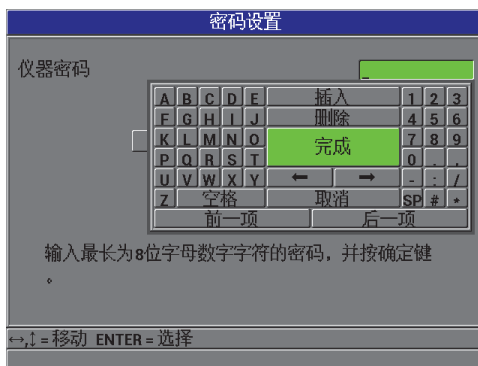 密码设置
仪器密码
_
A B C D E 插入 1 2 3
F G H I J 删除 4 5 6
K L M N O 完成 7 8 9
P Q R S T 0 . ,
U V W X Y ← → - : /
Z 空格 取消 SP # *
前一项 后一项
输入最长为8位字母数字字符的密码，并按确定键
。
↔,↕ = 移动 ENTER = 选择